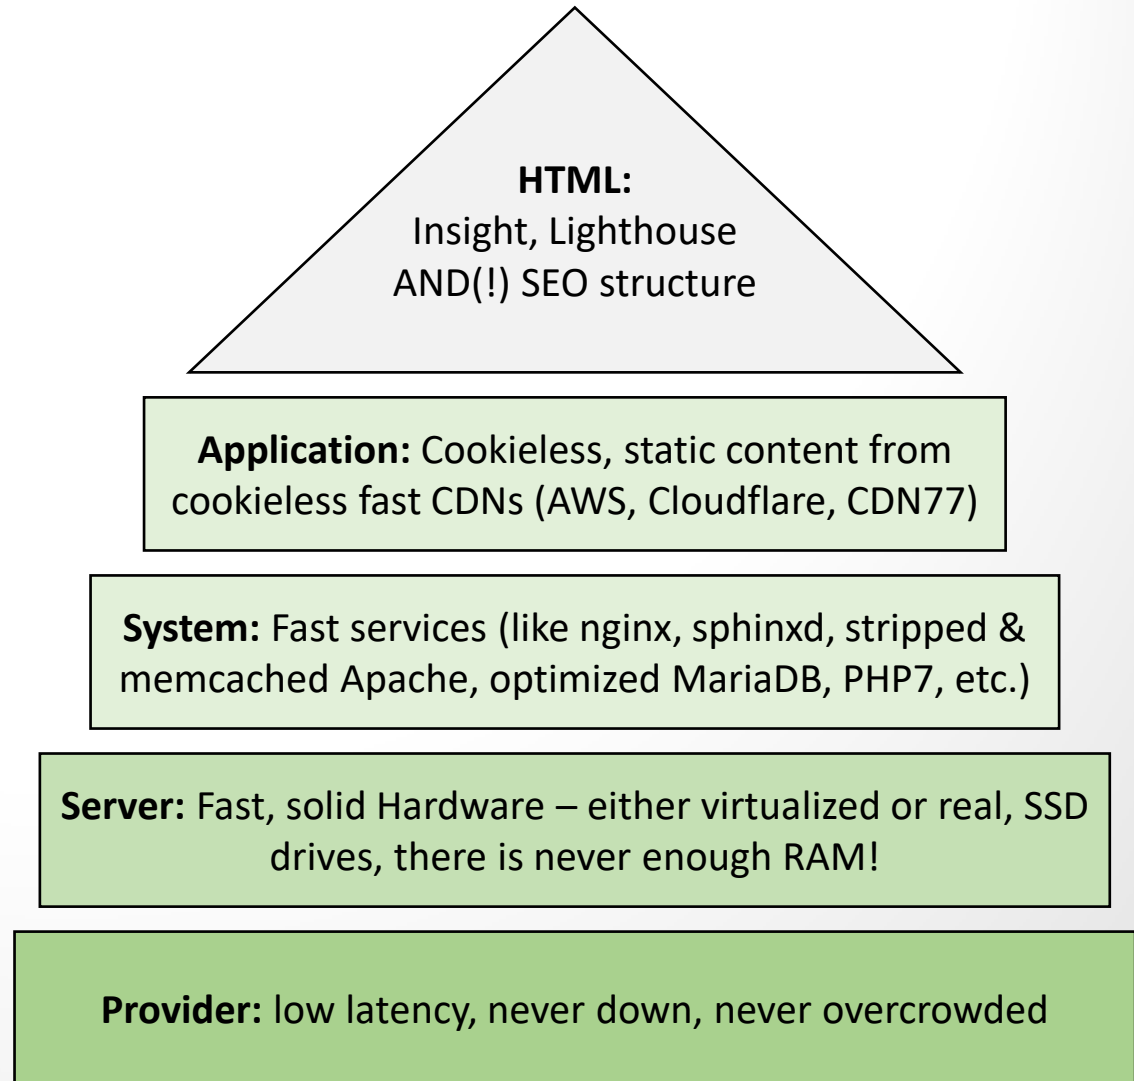 HTML:
Insight, Lighthouse
AND(!) SEO structure
Application: Cookieless, static content from
cookieless fast CDNs (AWS, Cloudflare, CDN77)
System: Fast services (like nginx, sphinxd, stripped &
memcached Apache, optimized MariaDB, PHP7, etc.)
Server: Fast, solid Hardware – either virtualized or real, SSD
drives, there is never enough RAM!
Provider: low latency, never down, never overcrowded